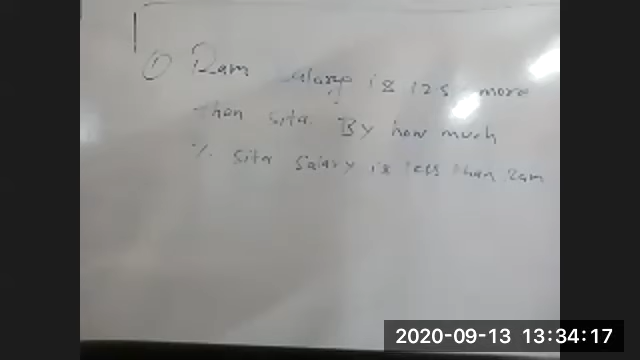 ① Ram salary is 12.5 more
than sita. By how much
% sita salary is less than Ram
2020-09-13 13:34:17